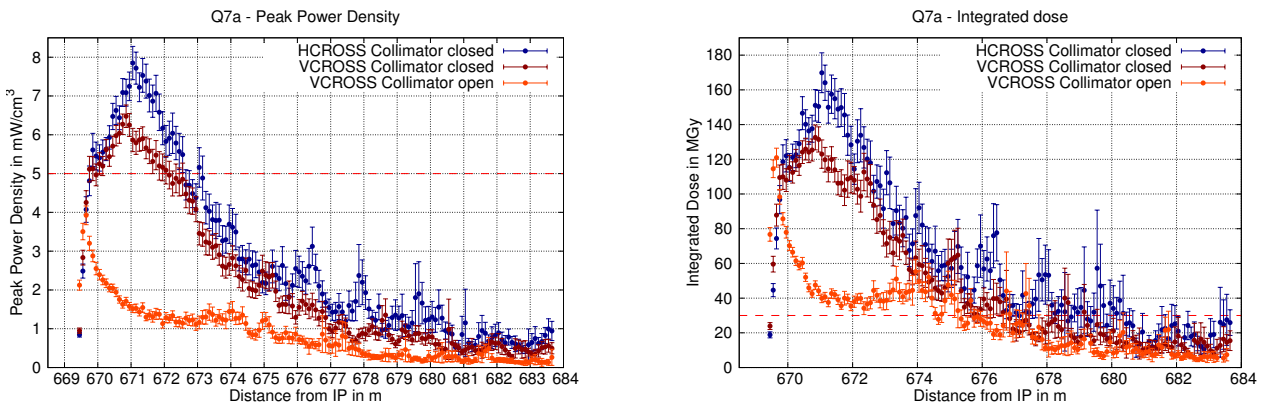 Q7a - Peak Power Density
HCROSS Collimator closed
VCROSS Collimator closed
VCROSS Collimator open
Peak Power Density in mW/cm³
8
7
6
5
4
3
2
1
0
669 670 671 672 673 674 675 676 677 678 679 680 681 682 683 684
Distance from IP in m
Q7a - Integrated dose
HCROSS Collimator closed
VCROSS Collimator closed
VCROSS Collimator open
Integrated Dose in MGy
180
160
140
120
100
80
60
40
20
0
670 672 674 676 678 680 682 684
Distance from IP in m